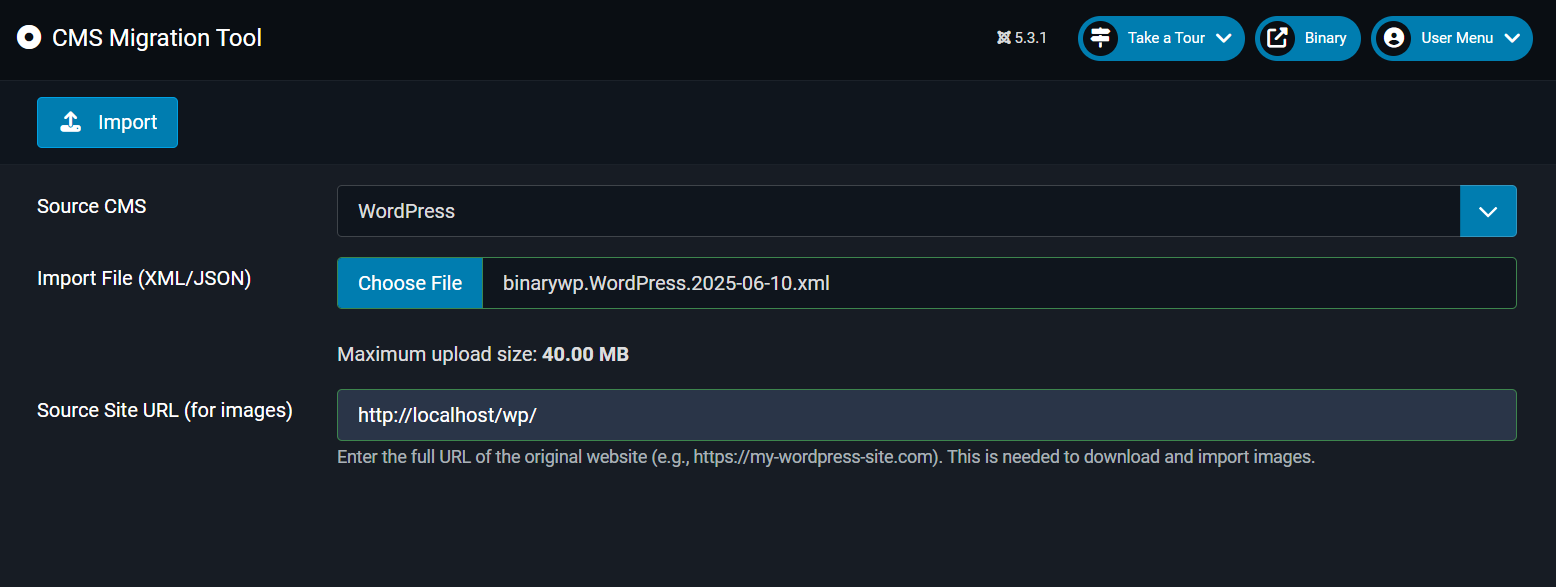 CMS Migration Tool
5.3.1
Take a Tour
Binary
User Menu
Import
Source CMS
WordPress
Import File (XML/JSON)
Choose File
binarywp.WordPress.2025-06-10.xml
Maximum upload size: 40.00 MB
Source Site URL (for images)
http://localhost/wp/
Enter the full URL of the original website (e.g., https://my-wordpress-site.com). This is needed to download and import images.